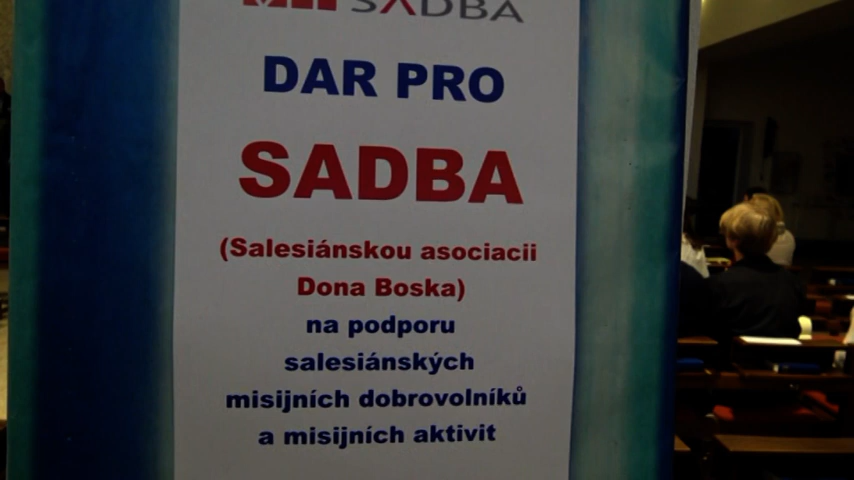 SADBA
DAR PRO
SADBA
(Salesiánskou asociacii
Dona Boska)
na podporu
salesiánských
misijních dobrovolníků
a misijních aktivit